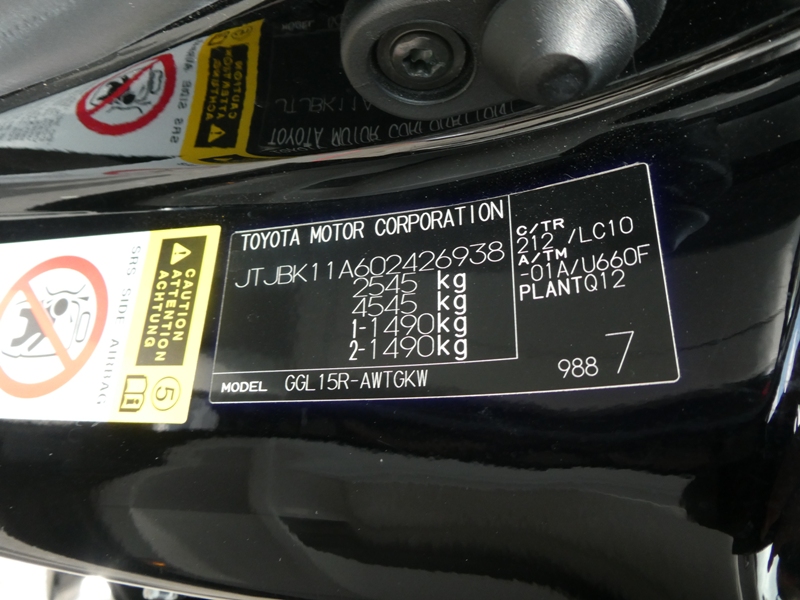 TOYOTA MOTOR CORPORATION
JTJBK11A602426938
2545 kg
4545 kg
1-1490kg
2-1490kg
MODEL GGL15R-AWTGKW
C/TR
212 /LC10
A/TM
-01A/U660F
PLANTQ12
988 7
SRS SIDE AIRBAG
CAUTION
ATTENTION
ACHTUNG
5